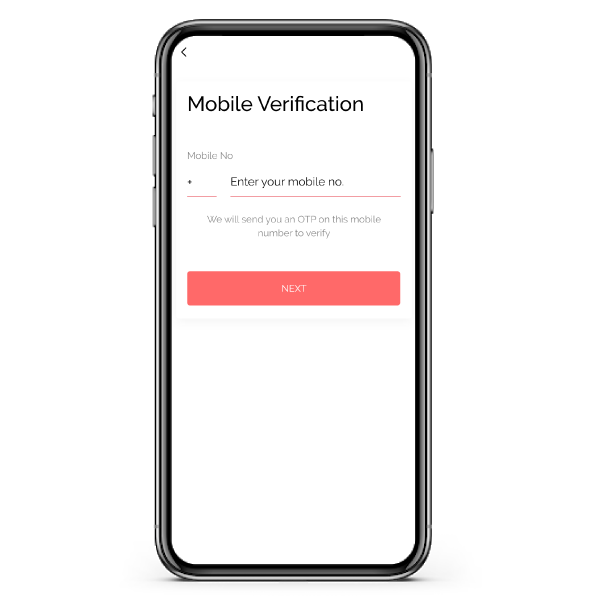 Mobile Verification
Mobile No
+ Enter your mobile no.
We will send you an OTP on this mobile
number to verify
NEXT